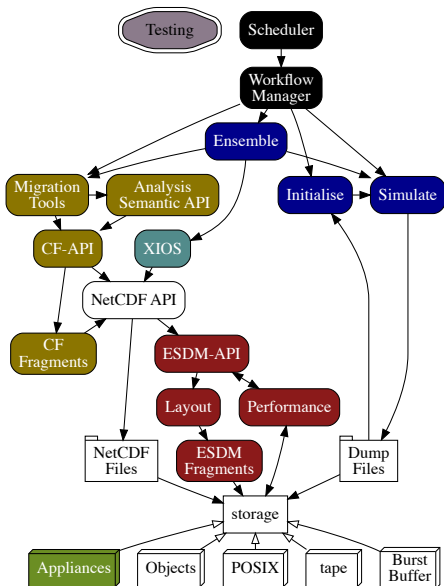 Testing
Scheduler
Workflow
Manager
Ensemble
Migration
Tools
Analysis
Semantic API
Initialise
Simulate
CF-API
XIOS
NetCDF API
CF
Fragments
ESDM-API
Layout
Performance
NetCDF
Files
ESDM
Fragments
Dump
Files
storage
Appliances
Objects
POSIX
tape
Burst
Buffer